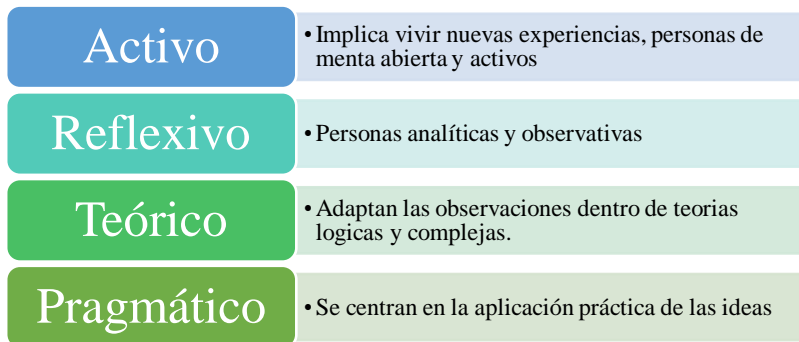 Activo
• Implica vivir nuevas experiencias, personas de
menta abierta y activos
Reflexivo
• Personas analíticas y observativas
Teórico
• Adaptan las observaciones dentro de teorias
logicas y complejas.
Pragmático
• Se centran en la aplicación práctica de las ideas